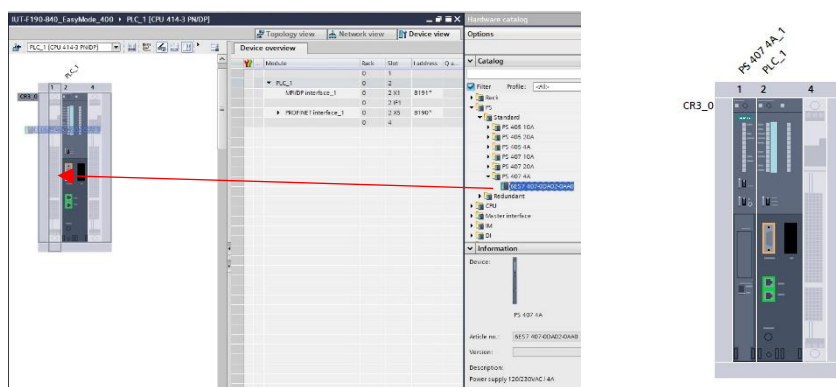 IUT-F190-840_EasyMode_400 ▸ PLC_1 [CPU 414-3 PN/DP]
Hardware catalog
Topology view
Network view
Device view
Options
PLC_1 [CPU 414-3 PN/DP]
Device overview
Module
Rack
Slot
I address
Q a...
0
1
PLC_1
0
2
MPI/DP interface_1
0
2 X1
8191*
0
2 IF1
PROFINET interface_1
0
2 X5
8190*
0
4
PLC_1
1
2
4
CR3_0
Catalog
Filter
Profile:
<All>
Rack
PS
Standard
PS 405 10A
PS 405 20A
PS 405 4A
PS 407 10A
PS 407 20A
PS 407 4A
6ES7 407-0DA02-0AA0
Redundant
CPU
Master interface
IM
DI
Information
Device:
PS 407 4A
Article no.:
6ES7 407-0DA02-0AA0
Version:
Description:
Power supply 120/230VAC / 4A
PS 407 4A_1
PLC_1
1
2
4
CR3_0